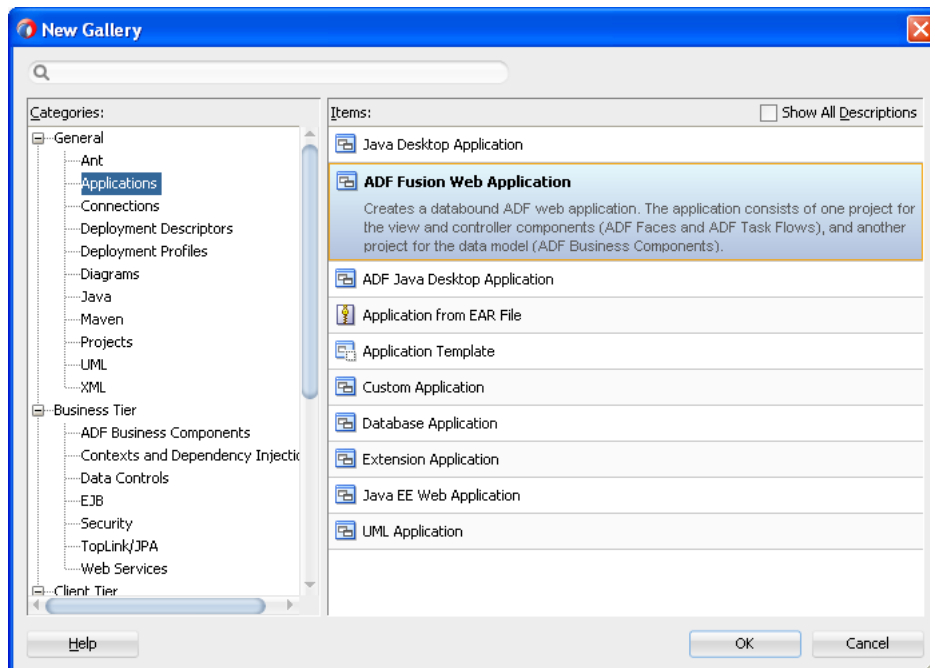 New Gallery
Categories:
General
Ant
Applications
Connections
Deployment Descriptors
Deployment Profiles
Diagrams
Java
Maven
Projects
UML
XML
Business Tier
ADF Business Components
Contexts and Dependency Injectio
Data Controls
EJB
Security
TopLink/JPA
Web Services
Client Tier
Items:
Show All Descriptions
Java Desktop Application
ADF Fusion Web Application
Creates a databound ADF web application. The application consists of one project for
the view and controller components (ADF Faces and ADF Task Flows), and another
project for the data model (ADF Business Components).
ADF Java Desktop Application
Application from EAR File
Application Template
Custom Application
Database Application
Extension Application
Java EE Web Application
UML Application
Help
OK
Cancel